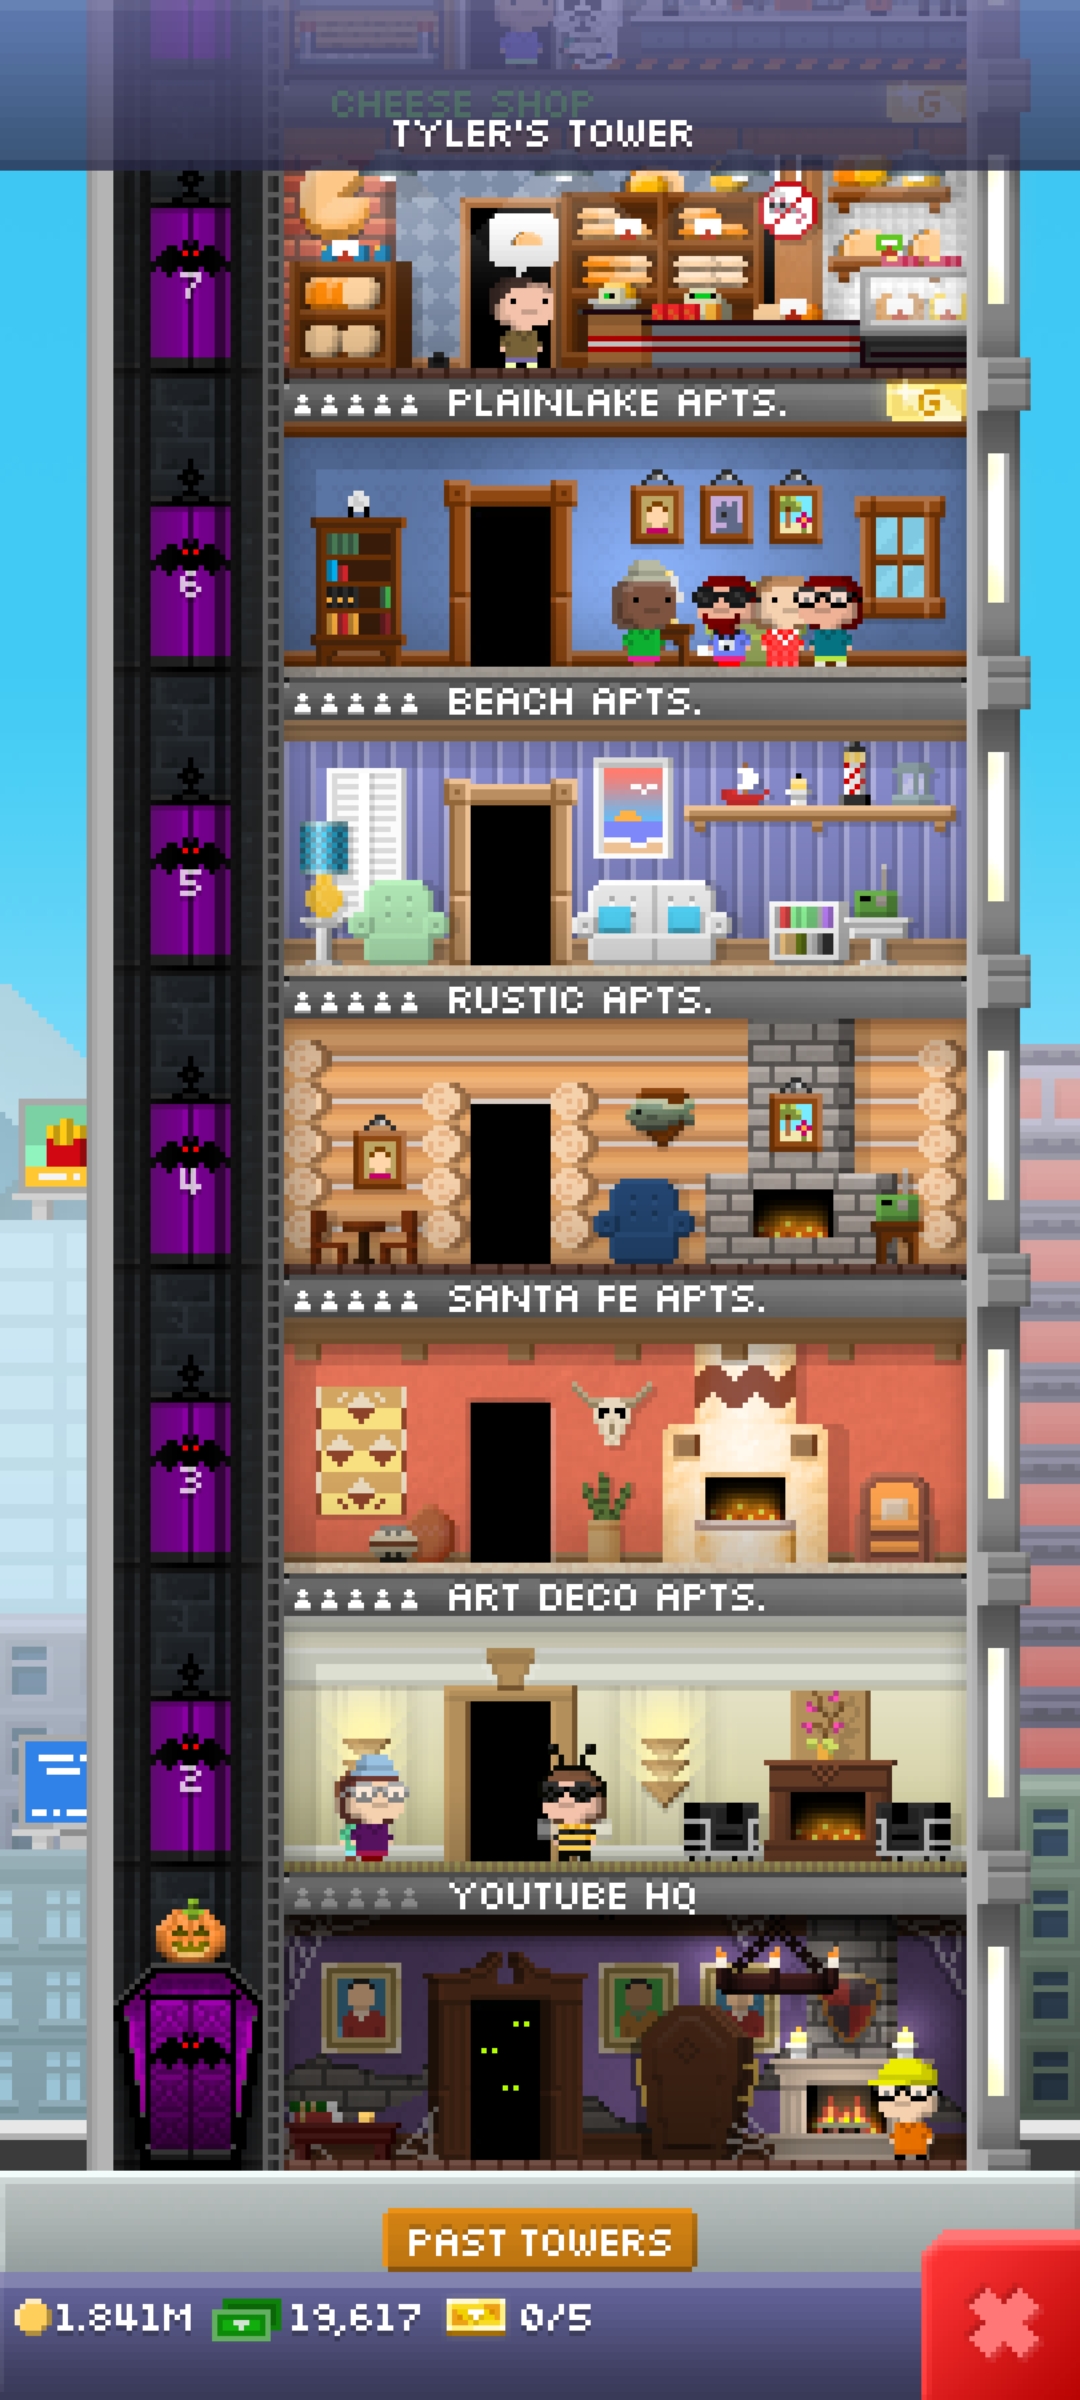 CHEESE SHOP
G
TYLER'S TOWER
7
PLAINLAKE APTS.
G
6
BEACH APTS.
5
RUSTIC APTS.
4
SANTA FE APTS.
3
ART DECO APTS.
2
YOUTUBE HQ
PAST TOWERS
1.841M
19,617
0/5